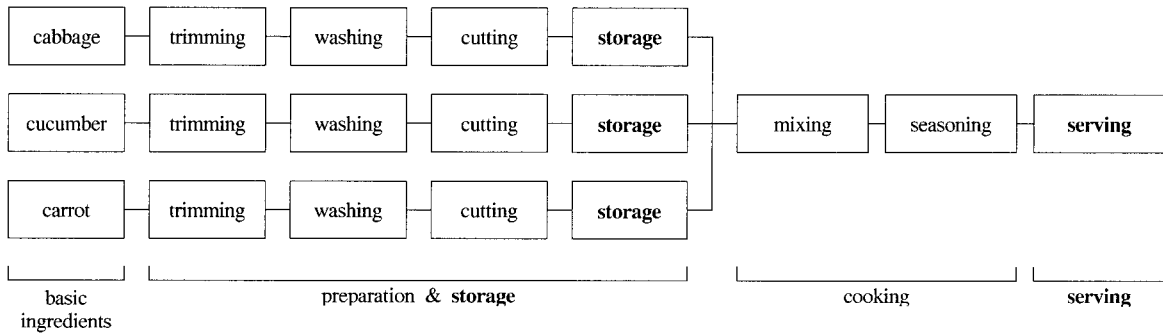 cabbage trimming washing cutting storage
cucumber trimming washing cutting storage mixing seasoning serving
carrot trimming washing cutting storage
basic preparation & storage cooking serving
ingredients